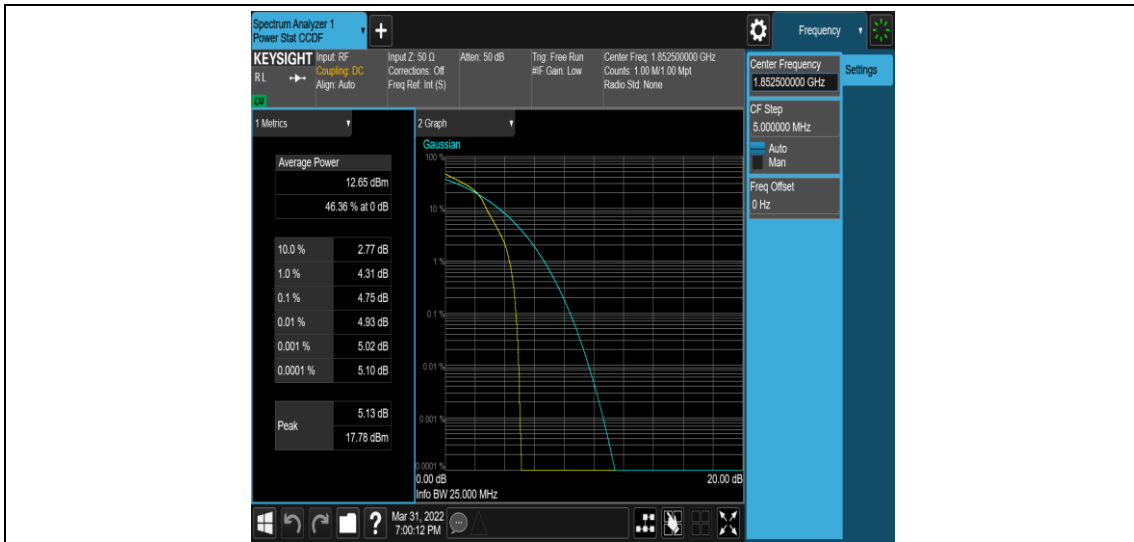 Spectrum Analyzer 1
Power Stat CCDF
Frequency
KEYSIGHT
RL
Input: RF
Coupling: DC
Align: Auto
Input Z: 50 Ω
Corrections: Off
Freq Ref: Int (S)
Atten: 50 dB
Trig: Free Run
#IF Gain: Low
Center Freq: 1.852500000 GHz
Counts: 1.00 M/1.00 Mpt
Radio Std: None
Center Frequency
1.852500000 GHz
Settings
CF Step
5.000000 MHz
Auto
Man
Freq Offset
0 Hz
1 Metrics
Average Power
12.65 dBm
46.36 % at 0 dB
10.0 % 2.77 dB
1.0 % 4.31 dB
0.1 % 4.75 dB
0.01 % 4.93 dB
0.001 % 5.02 dB
0.0001 % 5.10 dB
Peak
5.13 dB
17.78 dBm
2 Graph
Gaussian
100 %
10 %
1 %
0.1 %
0.01 %
0.001 %
0.0001 %
0.00 dB 20.00 dB
Info BW 25.000 MHz
Mar 31, 2022
7:00:12 PM